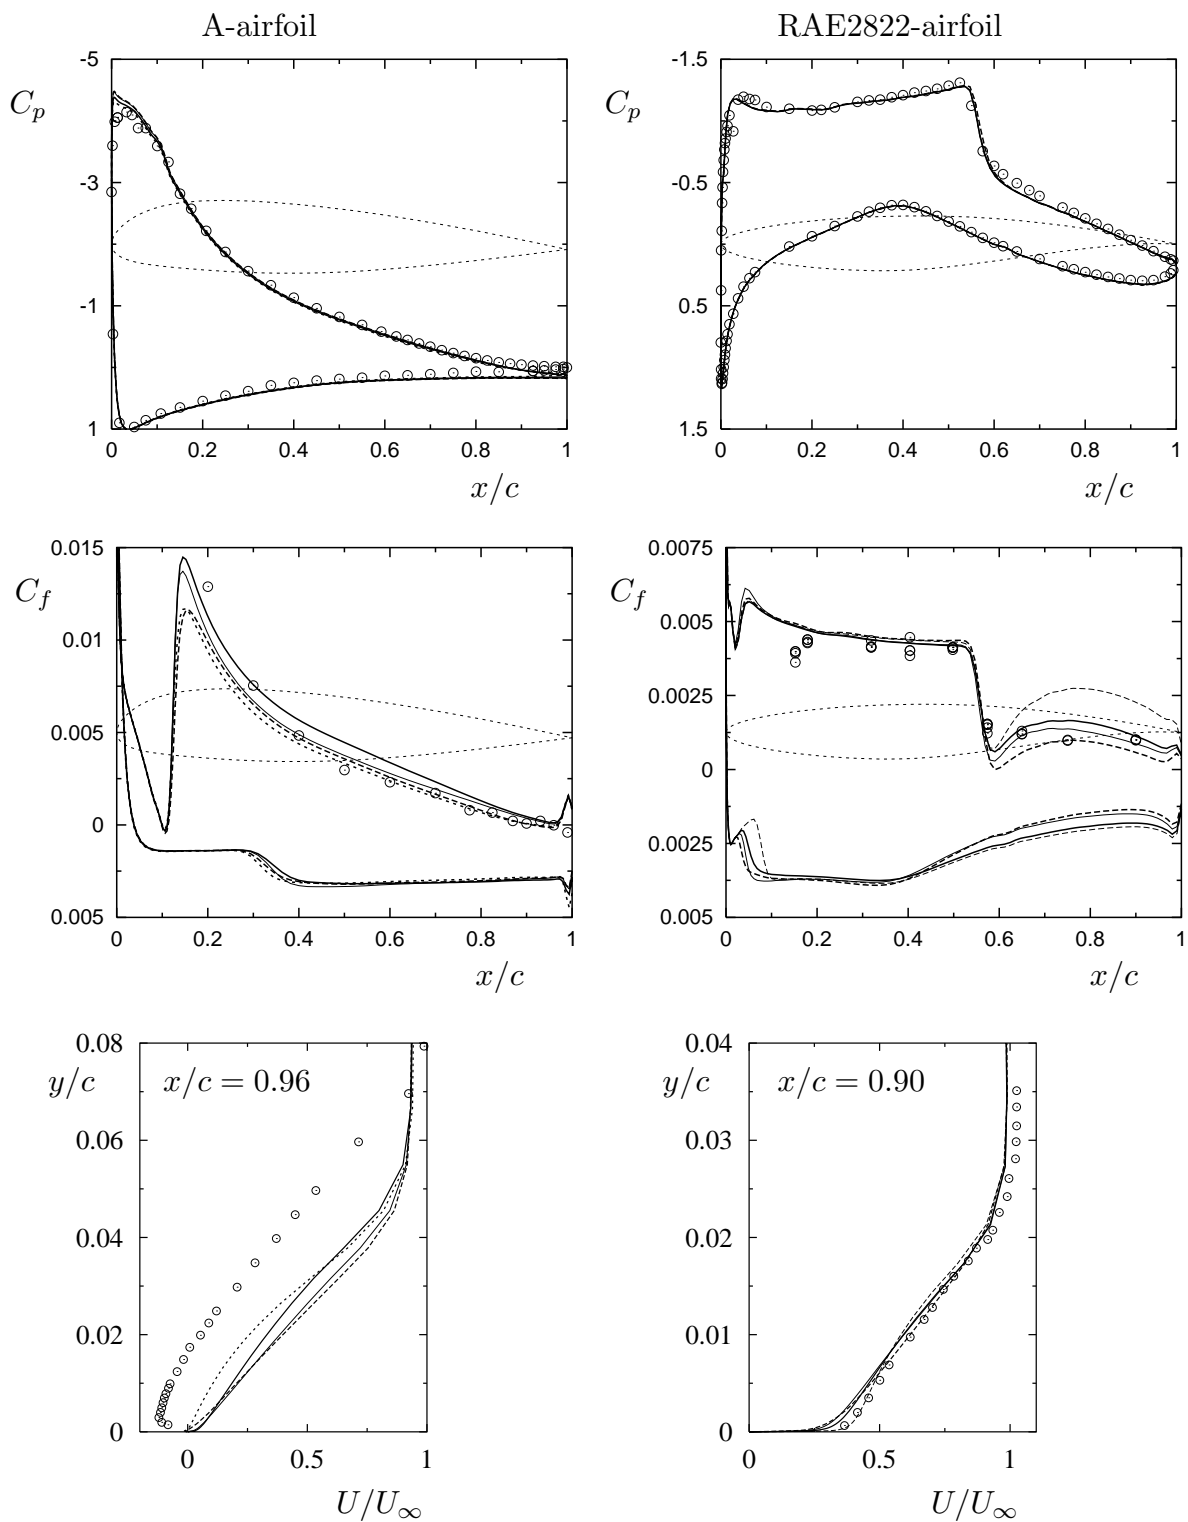 A-airfoil RAE2822-airfoil
-5 -1.5
C_p C_p
-3 -0.5
-1 0.5
1 1.5
0 0.2 0.4 0.6 0.8 1 0 0.2 0.4 0.6 0.8 1
x/c x/c
0.015 0.0075
C_f C_f
0.01 0.005
0.005 0.0025
0 0
0.0025
0.005 0.005
0 0.2 0.4 0.6 0.8 1 0 0.2 0.4 0.6 0.8 1
x/c x/c
0.08 0.04
y/c x/c = 0.96 y/c x/c = 0.90
0.06 0.03
0.04 0.02
0.02 0.01
0 0
0 0.5 1 0 0.5 1
U/U_∞ U/U_∞